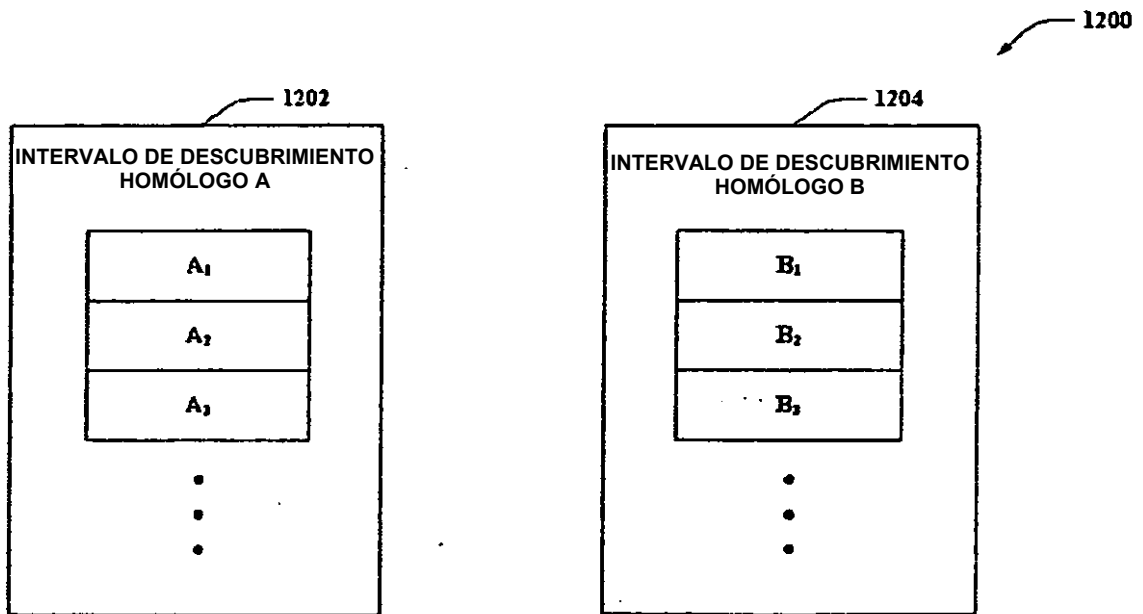 1200
1202
1204
INTERVALO DE DESCUBRIMIENTO
HOMÓLOGO A
INTERVALO DE DESCUBRIMIENTO
HOMÓLOGO B
A₁
B₁
A₂
B₂
A₃
B₃